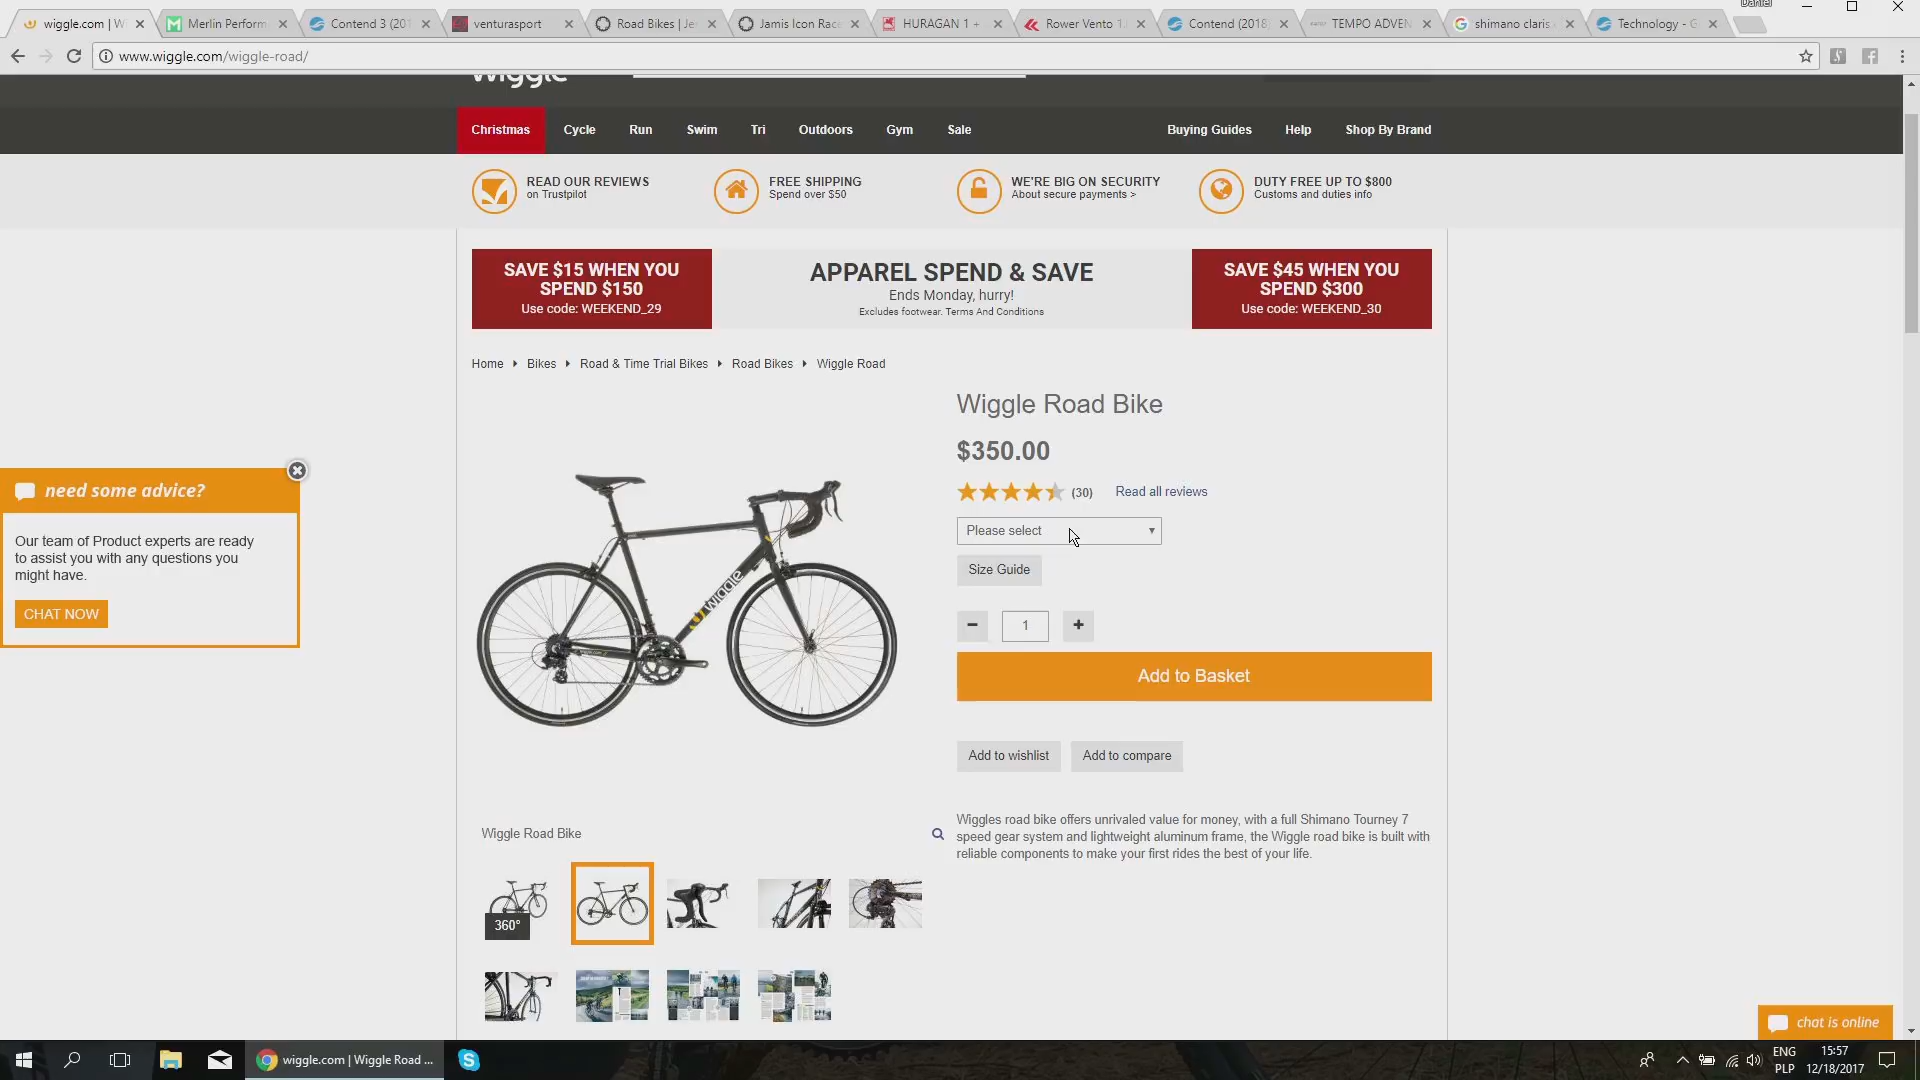 wiggle.com | W
Merlin Perform
Contend 3 (201
venturasport
Road Bikes | Je
Jamis Icon Race
HURAGAN 1 +
Rower Vento 1.
Contend (2018)
TEMPO ADVEN
shimano claris
Technology - G
Daniel
www.wiggle.com/wiggle-road/
wiggle
Christmas
Cycle
Run
Swim
Tri
Outdoors
Gym
Sale
Buying Guides
Help
Shop By Brand
READ OUR REVIEWS
on Trustpilot
FREE SHIPPING
Spend over $50
WE'RE BIG ON SECURITY
About secure payments >
DUTY FREE UP TO $800
Customs and duties info
SAVE $15 WHEN YOU
SPEND $150
Use code: WEEKEND_29
APPAREL SPEND & SAVE
Ends Monday, hurry!
Excludes footwear. Terms And Conditions
SAVE $45 WHEN YOU
SPEND $300
Use code: WEEKEND_30
Home
Bikes
Road & Time Trial Bikes
Road Bikes
Wiggle Road
Wiggle Road Bike
$350.00
(30)
Read all reviews
Please select
Size Guide
1
Add to Basket
Add to wishlist
Add to compare
Wiggles road bike offers unrivaled value for money, with a full Shimano Tourney 7
speed gear system and lightweight aluminum frame, the Wiggle road bike is built with
reliable components to make your first rides the best of your life.
wiggle
Wiggle Road Bike
360°
need some advice?
Our team of Product experts are ready
to assist you with any questions you
might have.
CHAT NOW
chat is online
wiggle.com | Wiggle Road ...
ENG
PLP
15:57
12/18/2017